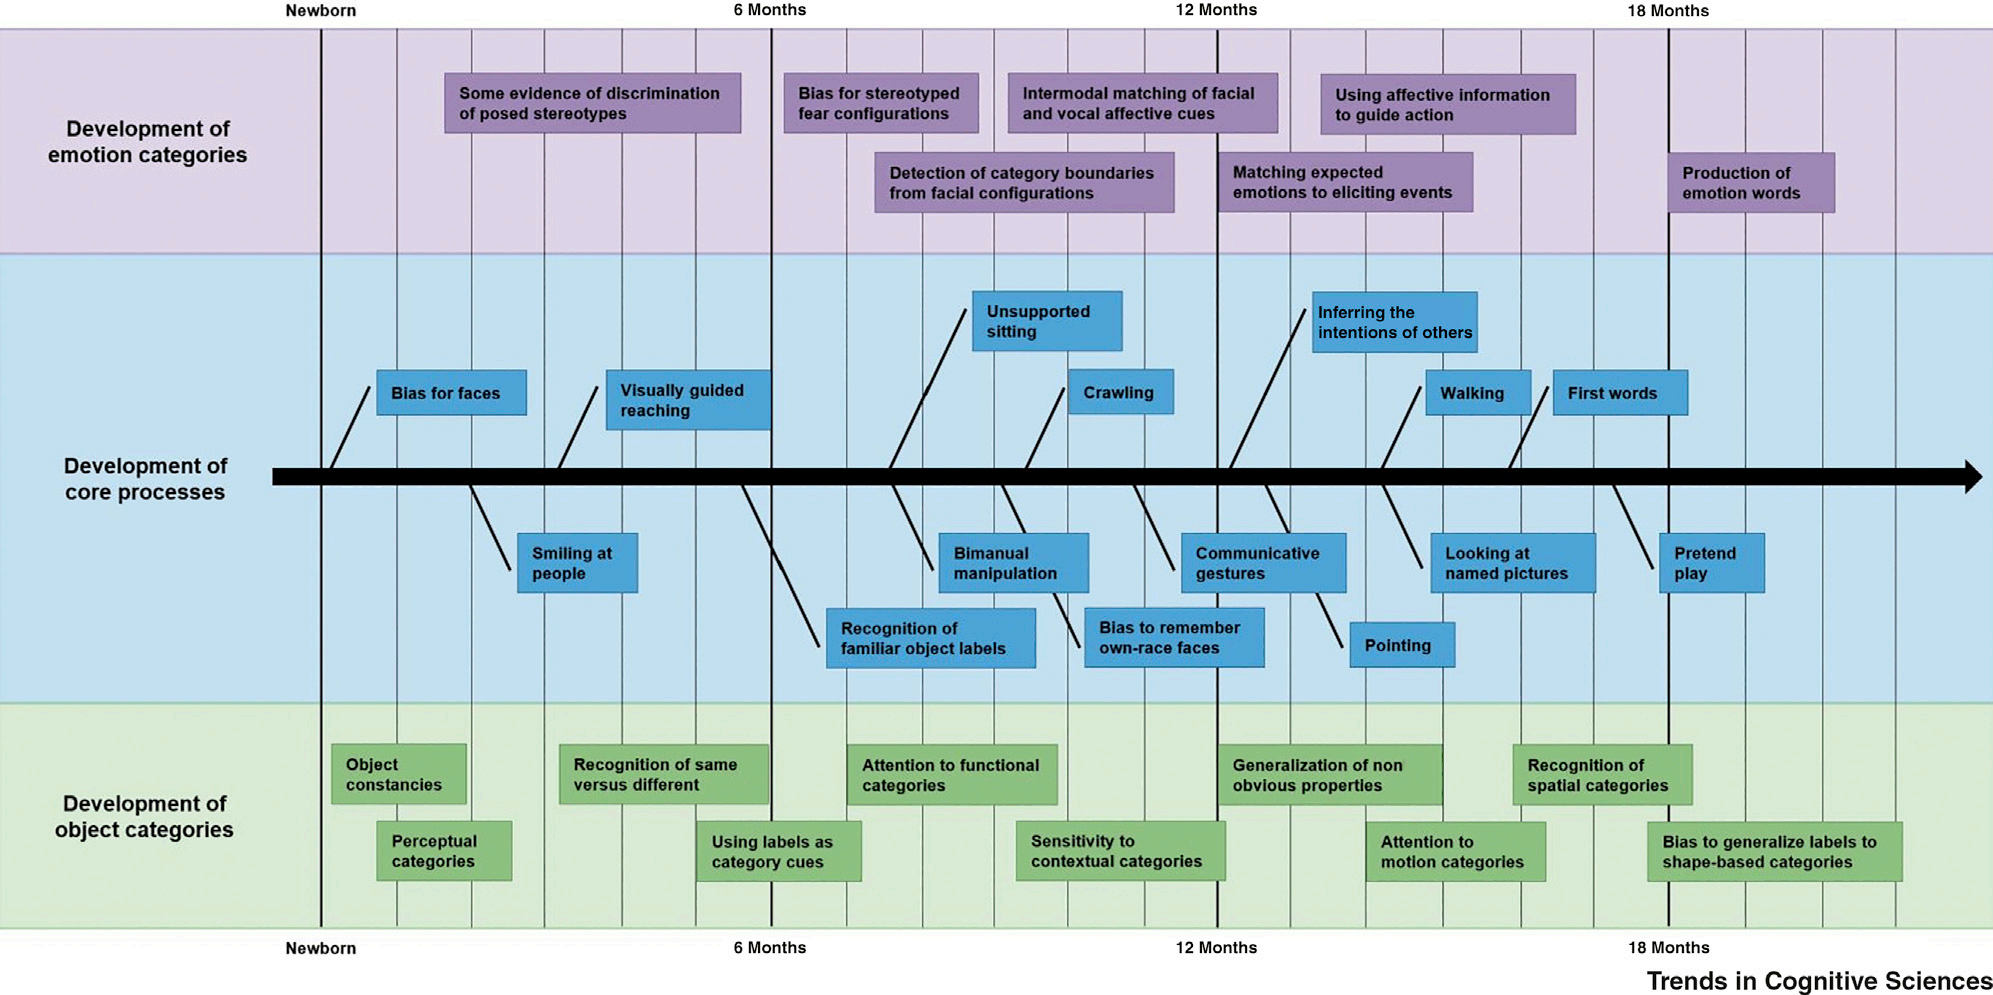 Newborn
6 Months
12 Months
18 Months
Development of
emotion categories
Some evidence of discrimination
of posed stereotypes
Bias for stereotyped
fear configurations
Intermodal matching of facial
and vocal affective cues
Using affective information
to guide action
Detection of category boundaries
from facial configurations
Matching expected
emotions to eliciting events
Production of
emotion words
Development of
core processes
Unsupported
sitting
Inferring the
intentions of others
Bias for faces
Visually guided
reaching
Crawling
Walking
First words
Smiling at
people
Bimanual
manipulation
Communicative
gestures
Looking at
named pictures
Pretend
play
Recognition of
familiar object labels
Bias to remember
own-race faces
Pointing
Development of
object categories
Object
constancies
Recognition of same
versus different
Attention to functional
categories
Generalization of non
obvious properties
Recognition of
spatial categories
Perceptual
categories
Using labels as
category cues
Sensitivity to
contextual categories
Attention to
motion categories
Bias to generalize labels to
shape-based categories
Newborn
6 Months
12 Months
18 Months
Trends in Cognitive Sciences